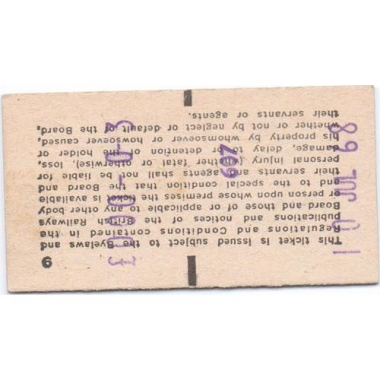 6
This ticket is issued subject to the Byelaws and
Regulations and Conditions contained in the
publications and notices of the British Railways
Board and those of or applicable to any other body
or person upon whose premises the ticket is available
and to the special condition that the Board and
their servants or agents shall not be liable for
personal injury (whether fatal or otherwise), loss,
damage, delay to or detention of the holder or
his property by whomsoever or however caused,
whether or not by neglect or default of the Board,
their servants or agents.
10 JUL 68